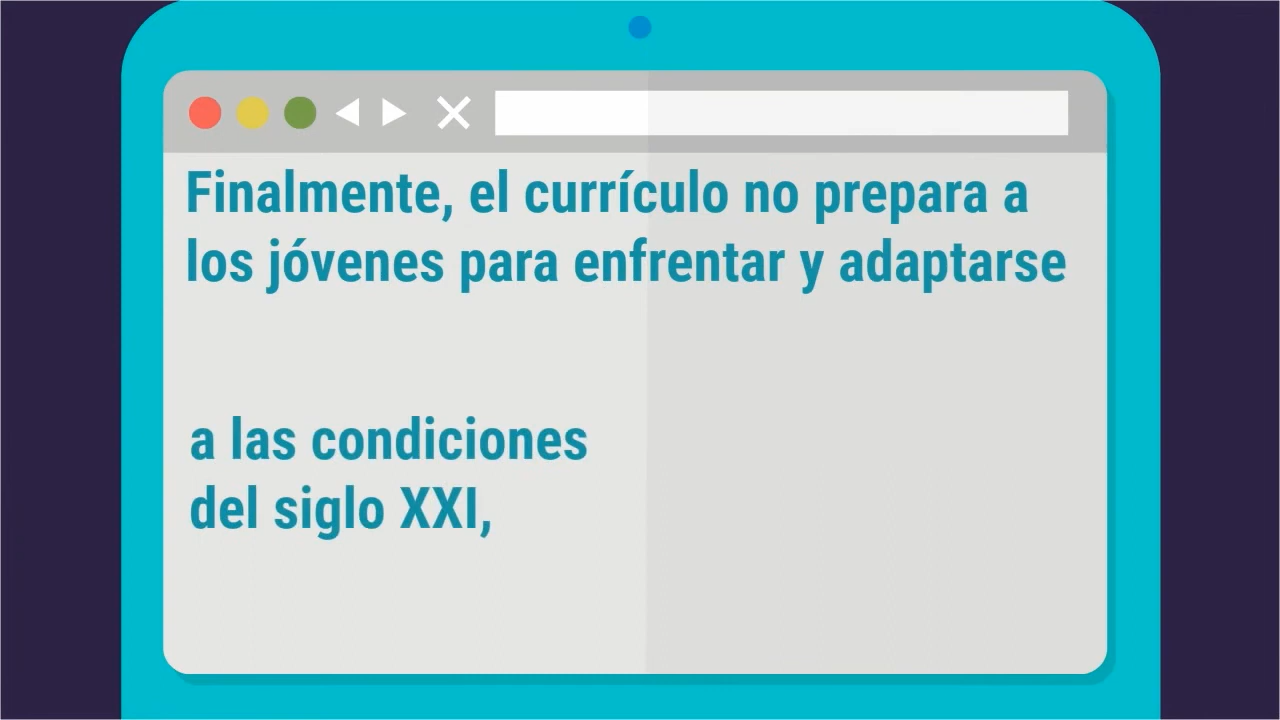 Finalmente, el currículo no prepara a
los jóvenes para enfrentar y adaptarse
a las condiciones
del siglo XXI,